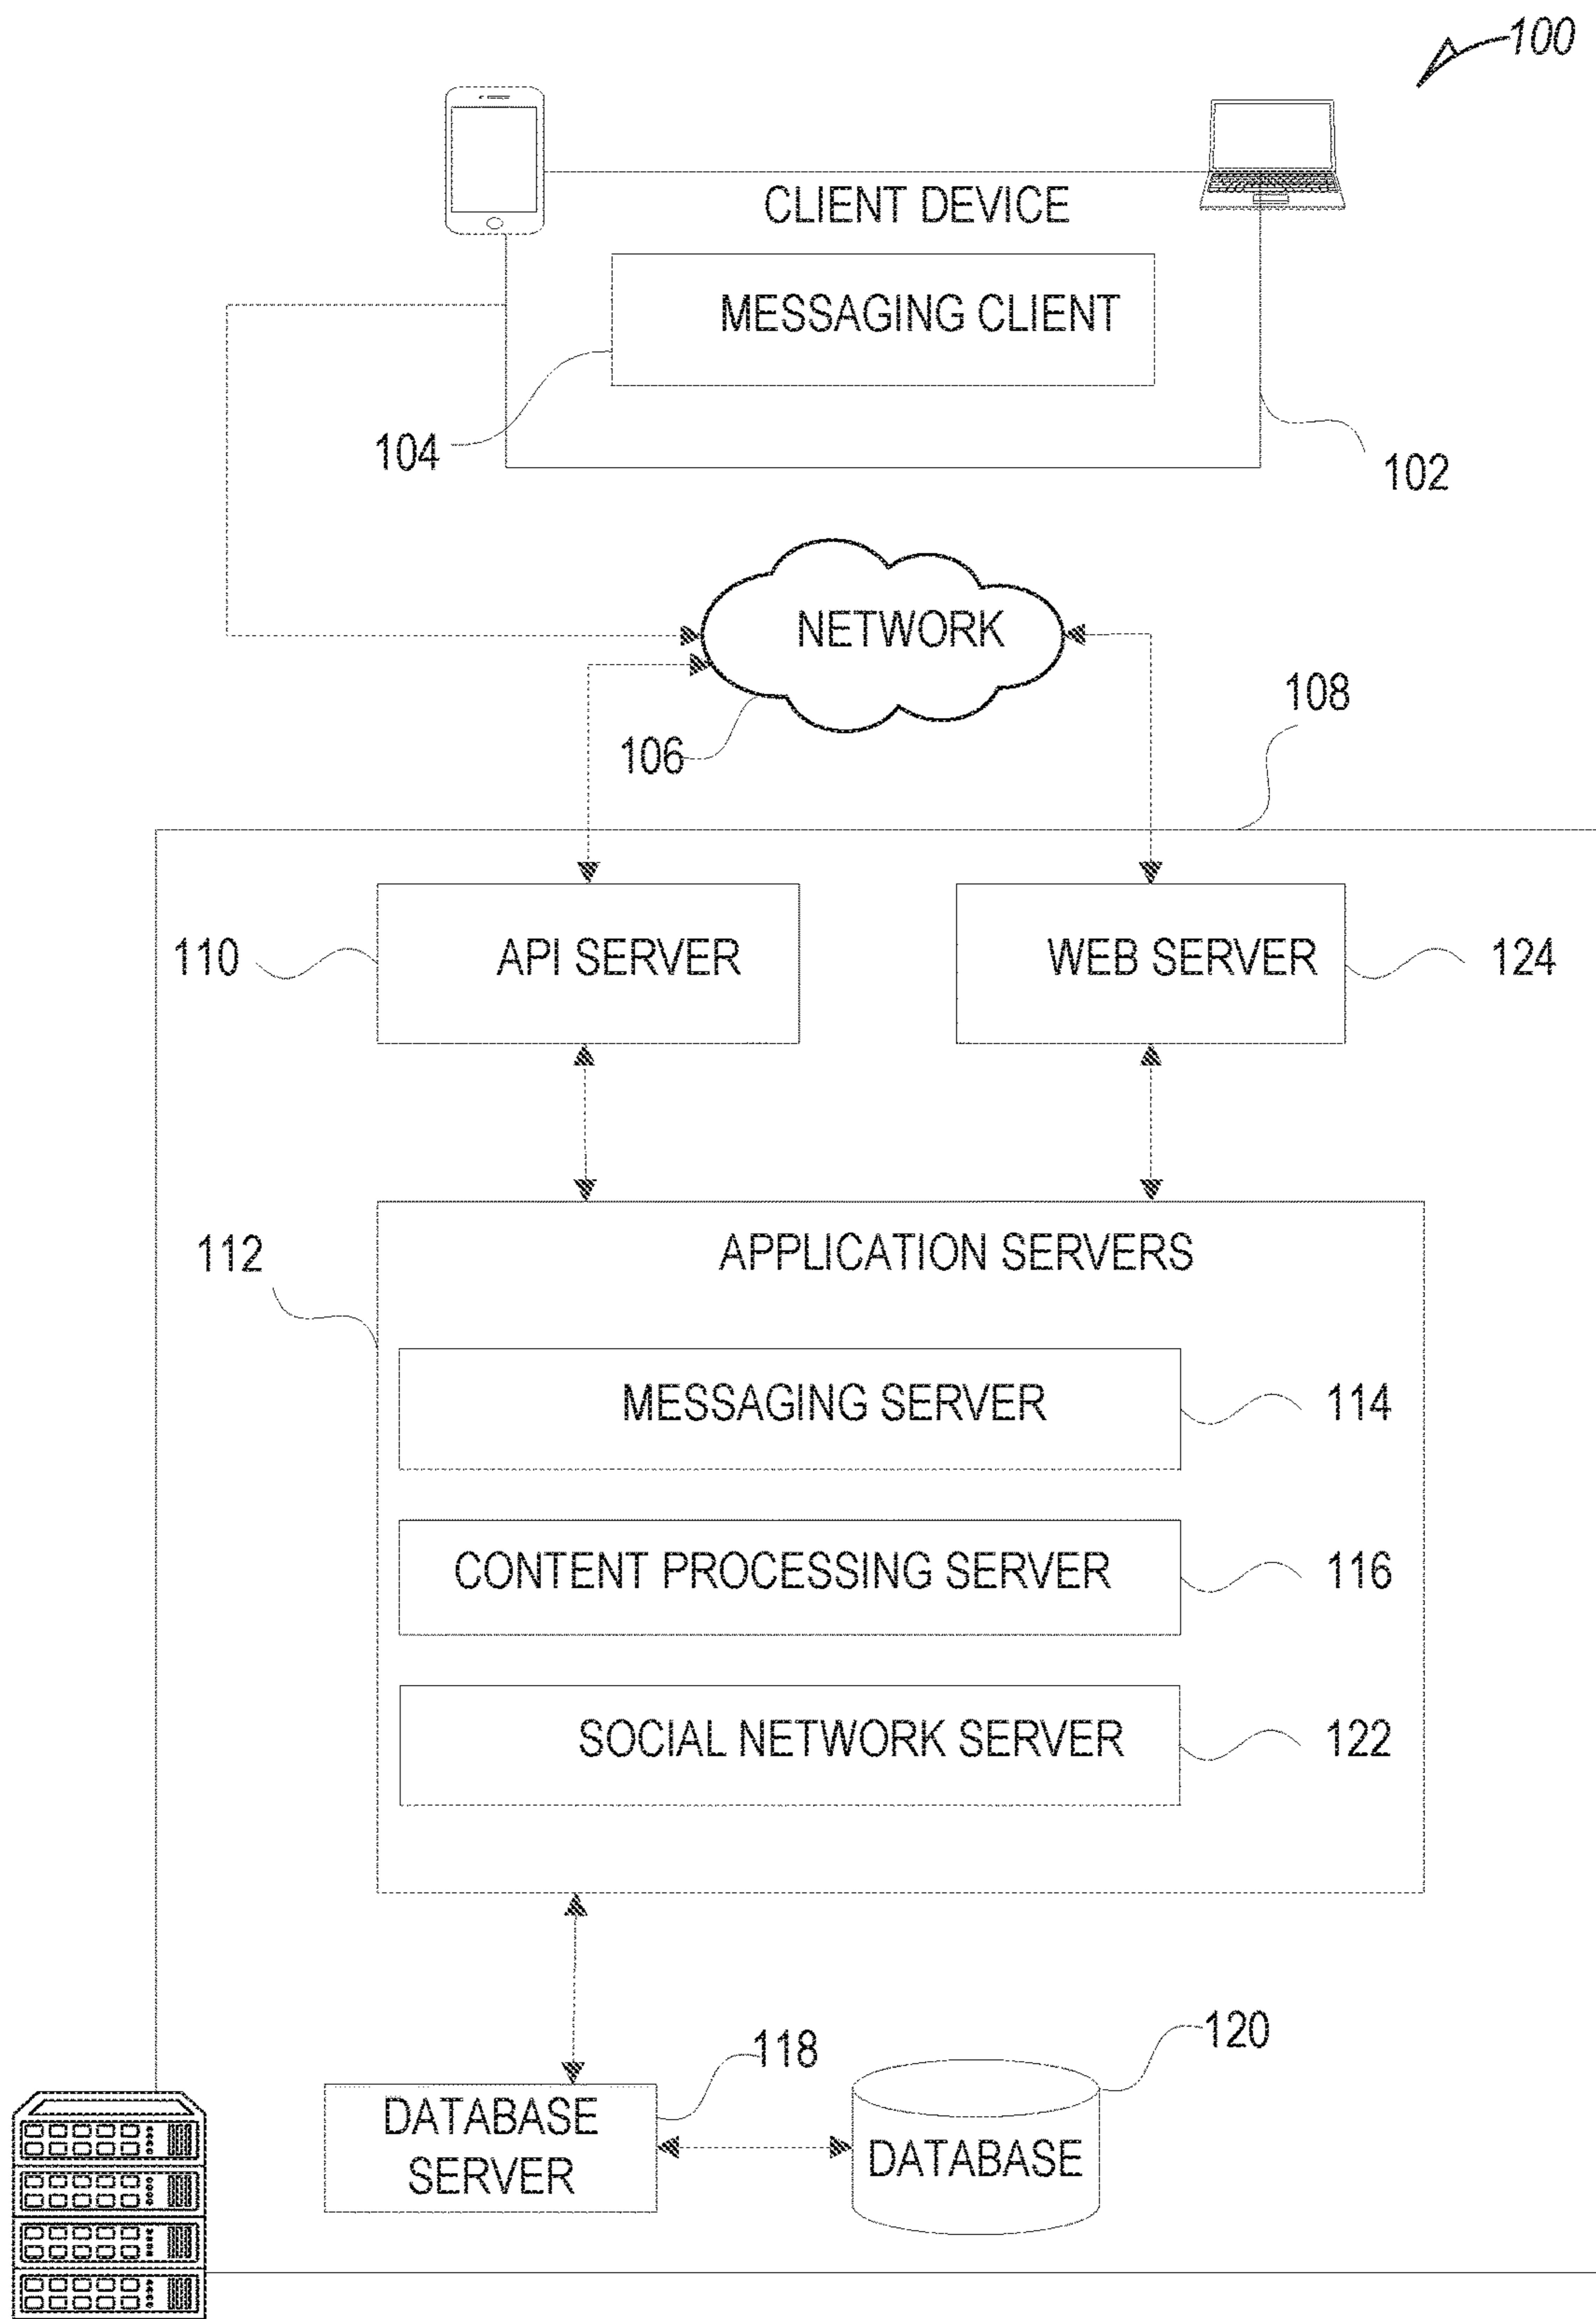 100
CLIENT DEVICE
MESSAGING CLIENT
104
102
NETWORK
106
108
110
API SERVER
WEB SERVER
124
112
APPLICATION SERVERS
MESSAGING SERVER
114
CONTENT PROCESSING SERVER
116
SOCIAL NETWORK SERVER
122
118
120
DATABASE
SERVER
DATABASE